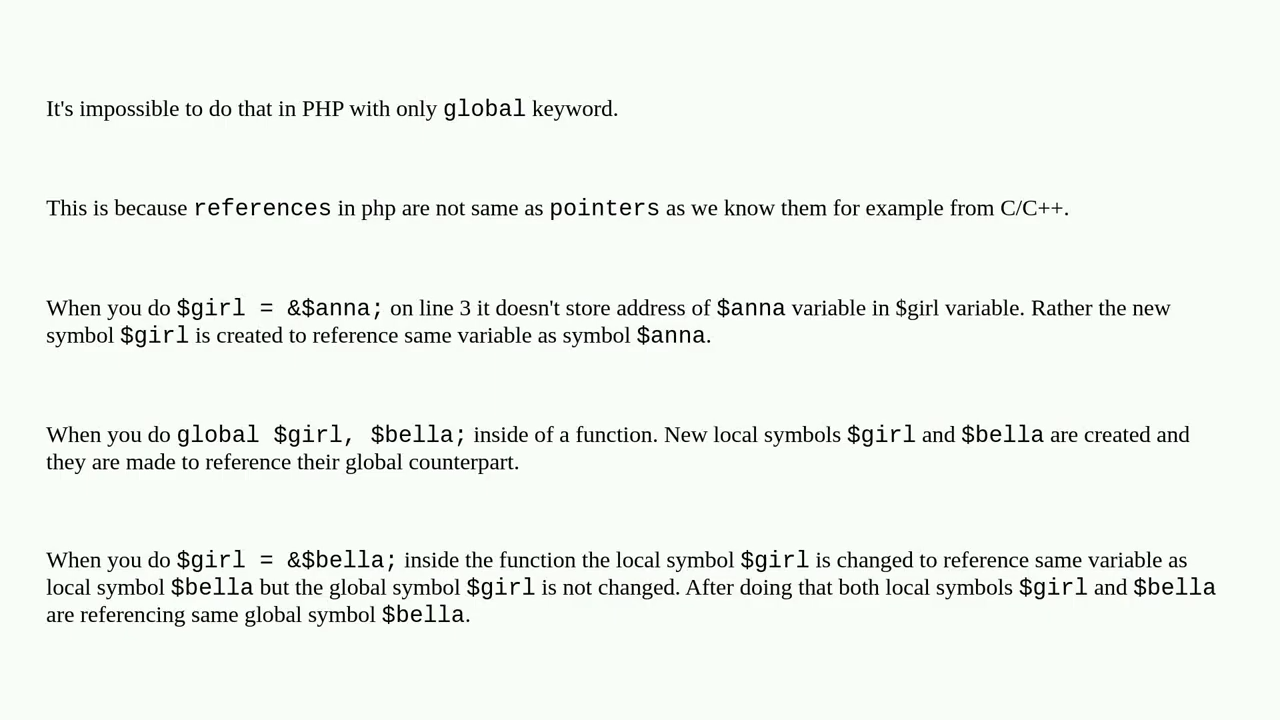 It's impossible to do that in PHP with only global keyword.
This is because references in php are not same as pointers as we know them for example from C/C++.
When you do $girl = &$anna; on line 3 it doesn't store address of $anna variable in $girl variable. Rather the new
symbol $girl is created to reference same variable as symbol $anna.
When you do global $girl, $bella; inside of a function. New local symbols $girl and $bella are created and
they are made to reference their global counterpart.
When you do $girl = &$bella; inside the function the local symbol $girl is changed to reference same variable as
local symbol $bella but the global symbol $girl is not changed. After doing that both local symbols $girl and $bella
are referencing same global symbol $bella.